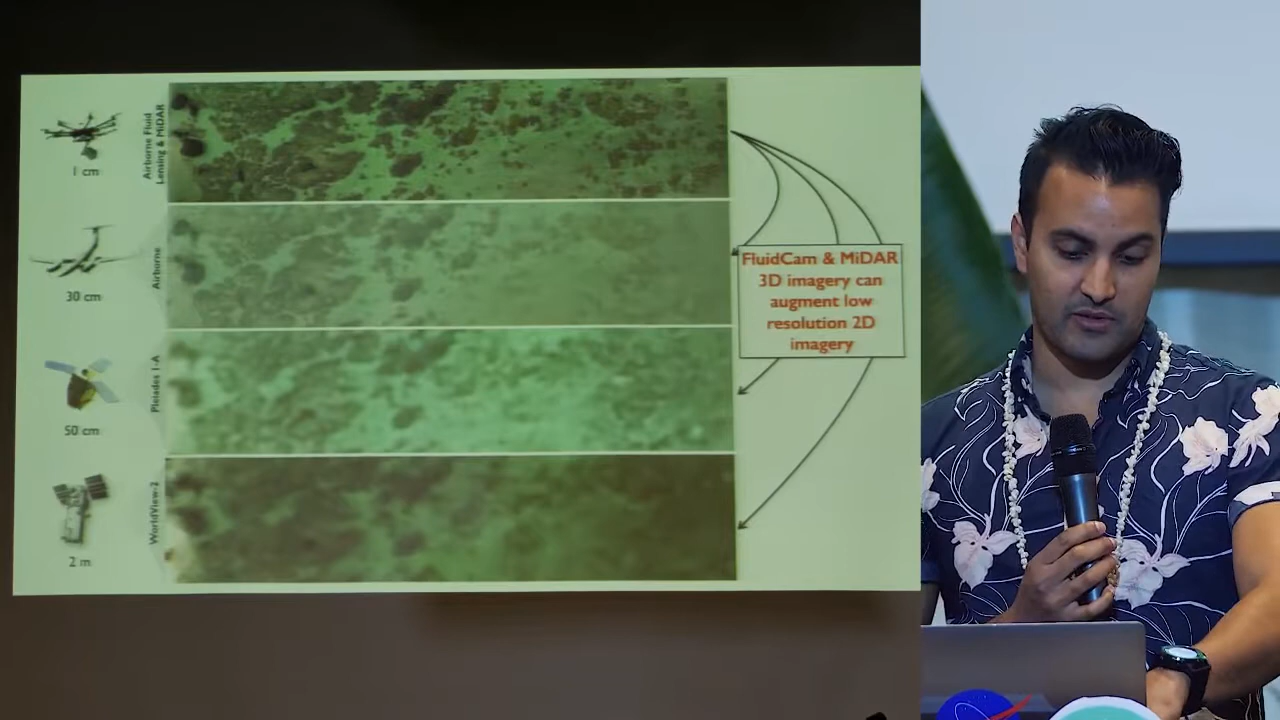 1 cm
Airborne Fluid
Lensing & MiDAR
30 cm
Airborne
50 cm
Pleiades 1-A
2 m
WorldView-2
FluidCam & MiDAR
3D imagery can
augment low
resolution 2D
imagery